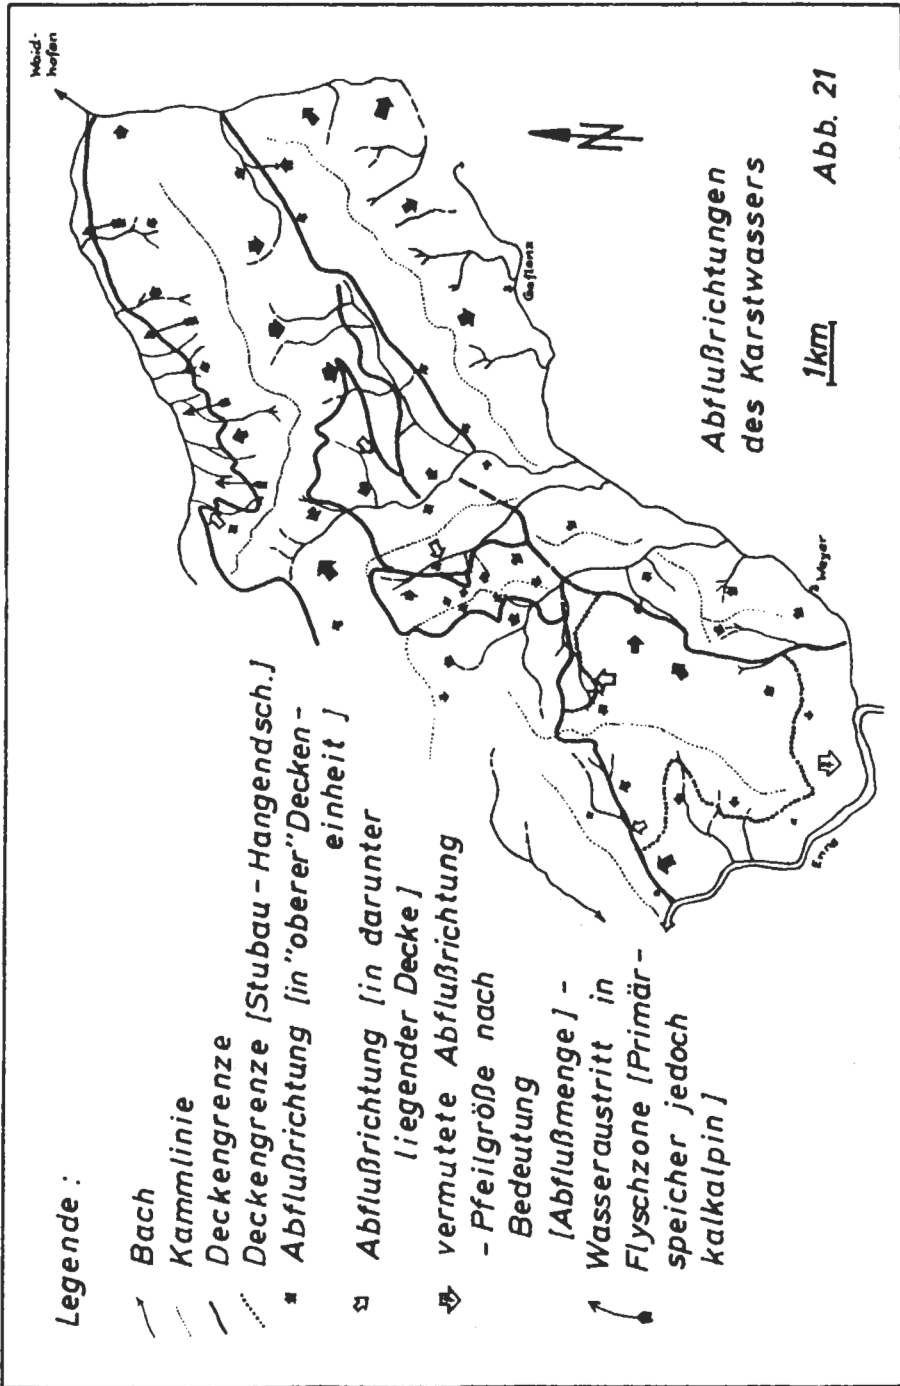 Legende :
Bach
Kammlinie
Deckengrenze
Deckengrenze [Stubau-Hangendsch.]
Abflußrichtung [in "oberer" Decken-
einheit ]
Abflußrichtung [in darunter
liegender Decke ]
vermutete Abflußrichtung
- Pfeilgröße nach
Bedeutung
[Abflußmenge ] -
Wasseraustritt in
Flyschzone [Primär-
speicher jedoch
kalkalpin ]
Waid-
hofen
Gaflenz
Weyer
Enns
N
Abflußrichtungen
des Karstwassers
1km
Abb. 21